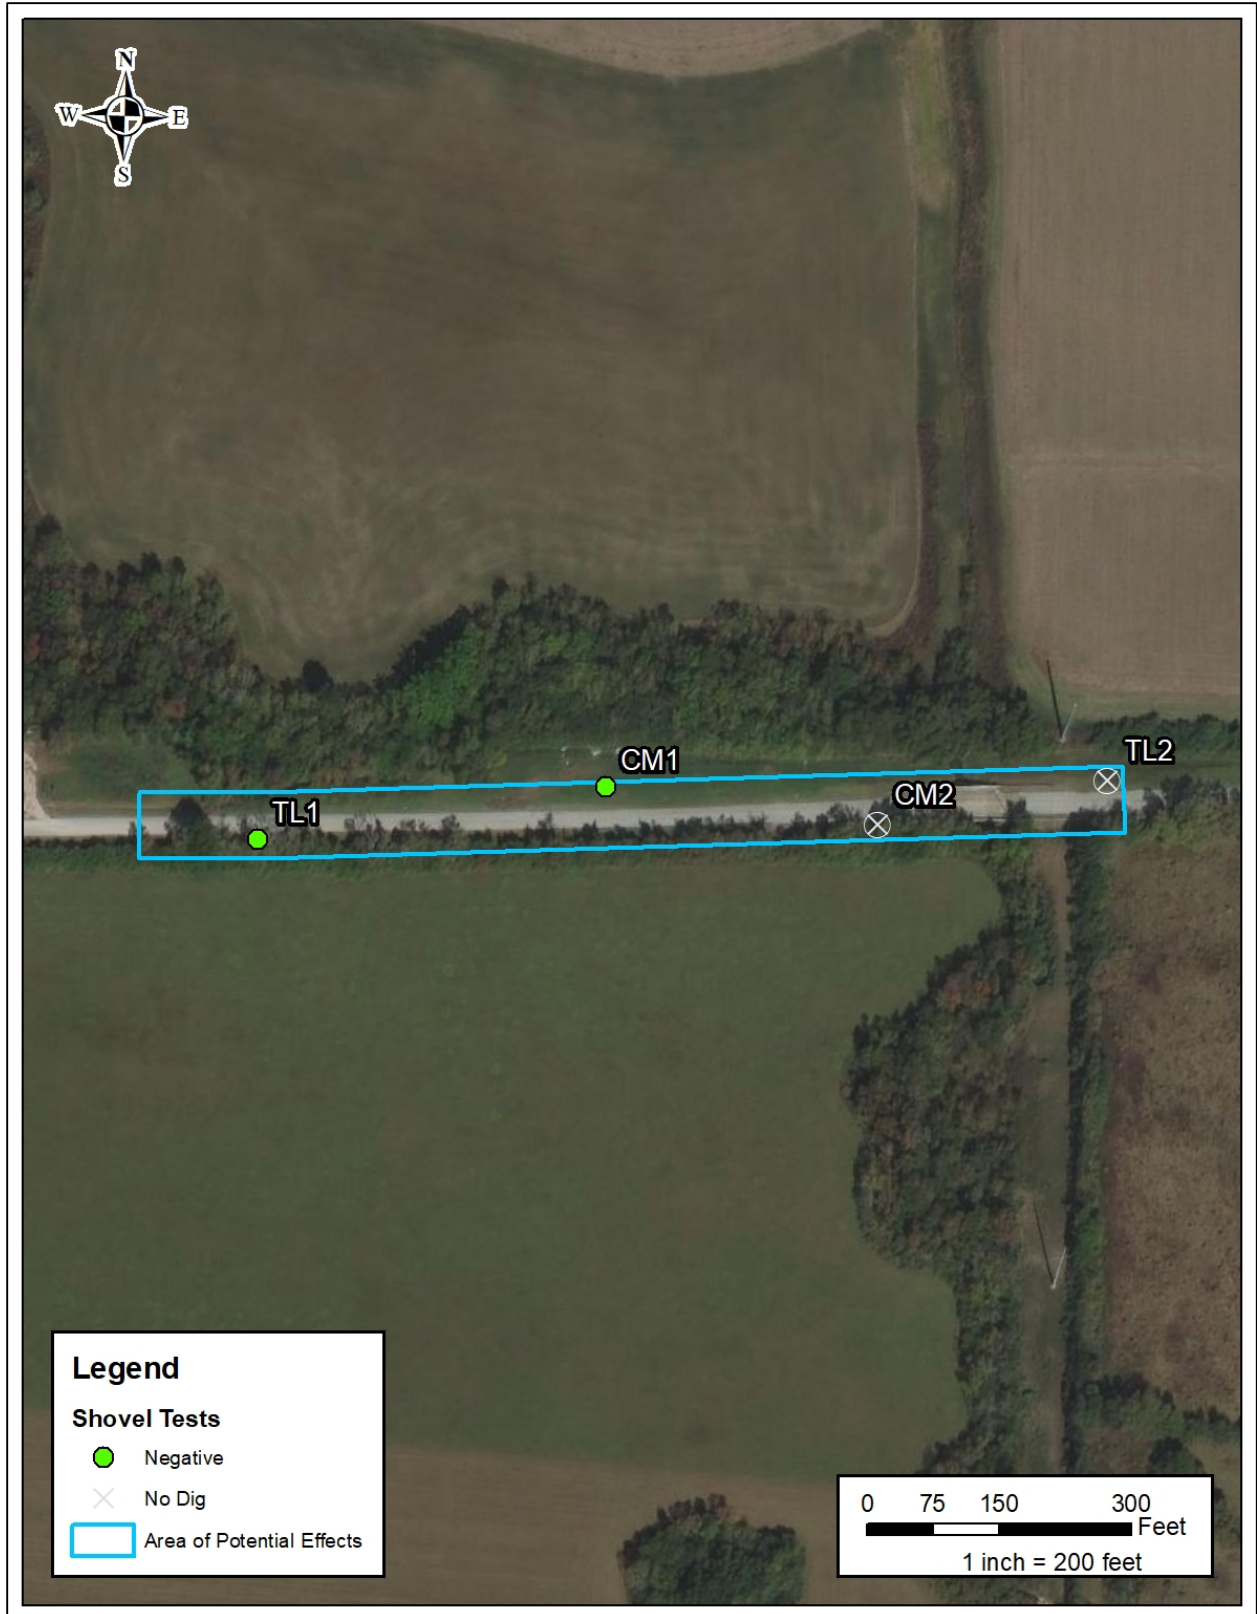 N
W E
S
CM1
TL2
CM2
TL1
Legend
Shovel Tests
Negative
No Dig
Area of Potential Effects
0 75 150 300
Feet
1 inch = 200 feet